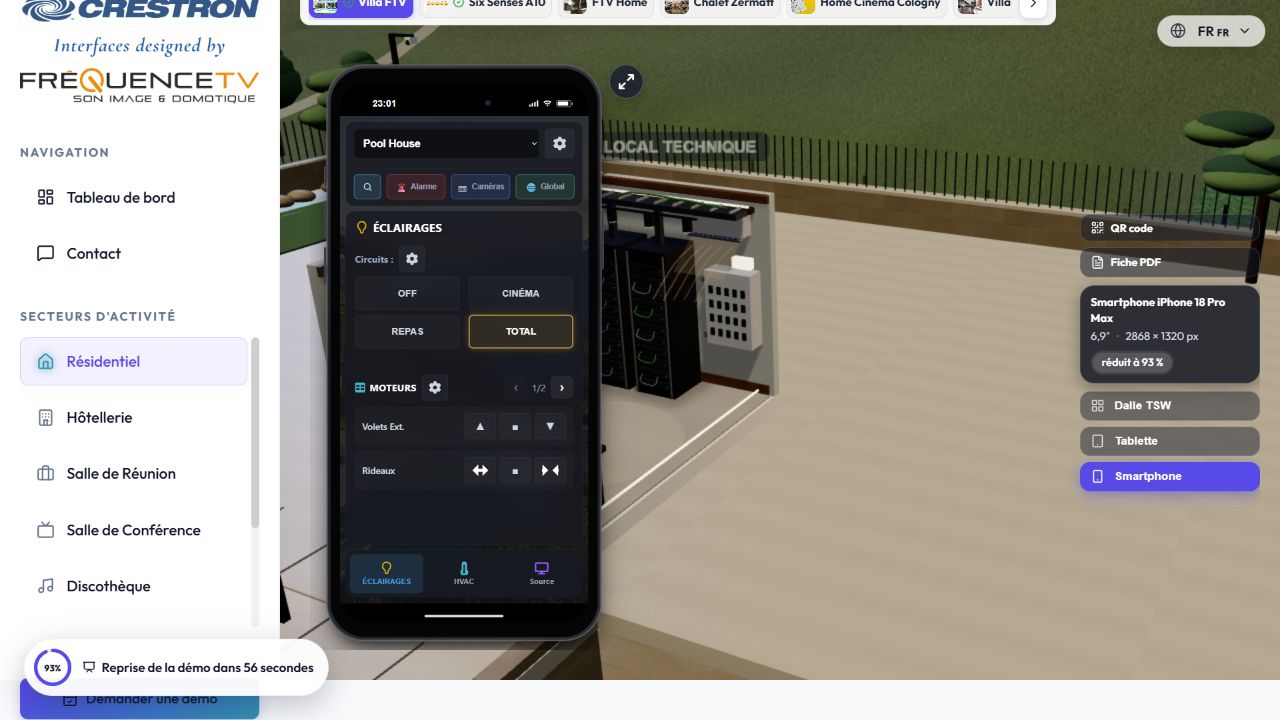 CRESTRON
Interfaces designed by
FRÉQUENCETV
SON IMAGE & DOMOTIQUE
NAVIGATION
Tableau de bord
Contact
SECTEURS D'ACTIVITÉ
Résidentiel
Hôtellerie
Salle de Réunion
Salle de Conférence
Discothèque
93%
Reprise de la démo dans 56 secondes
Demander une démo
Villa FTV
Six Senses A10
FTV Home
Chalet Zermatt
Home Cinéma Cologny
Villa
FR FR
LOCAL TECHNIQUE
23:01
Pool House
Alarme
Caméras
Global
ÉCLAIRAGES
Circuits :
OFF
CINÉMA
REPAS
TOTAL
MOTEURS
1/2
Volets Ext.
Rideaux
ÉCLAIRAGES
HVAC
Source
QR code
Fiche PDF
Smartphone iPhone 18 Pro
Max
6,9″ · 2868 × 1320 px
réduit à 93 %
Dalle TSW
Tablette
Smartphone